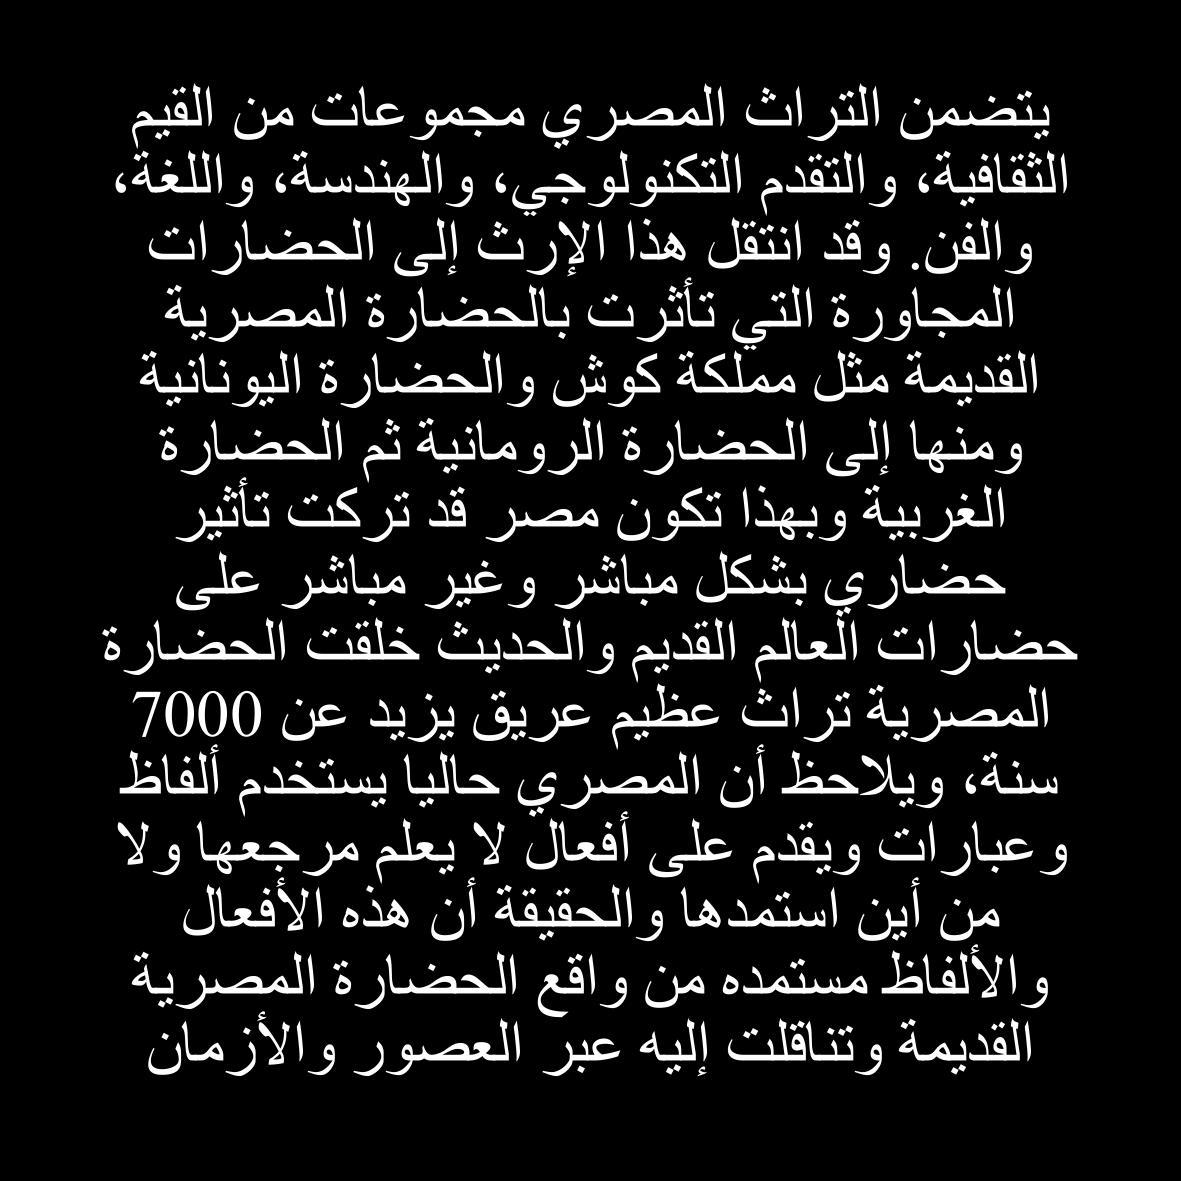 يتضمن التراث المصري مجموعات من القيم
الثقافية، والتقدم التكنولوجي، والهندسة، واللغة،
والفن. وقد انتقل هذا الإرث إلى الحضارات
المجاورة التي تأثرت بالحضارة المصرية
القديمة مثل مملكة كوش والحضارة اليونانية
ومنها إلى الحضارة الرومانية ثم الحضارة
الغربية وبهذا تكون مصر قد تركت تأثير
حضاري بشكل مباشر وغير مباشر على
حضارات العالم القديم والحديث خلقت الحضارة
المصرية تراث عظيم عريق يزيد عن 7000
سنة، ويلاحظ أن المصري حاليا يستخدم ألفاظ
وعبارات ويقدم على أفعال لا يعلم مرجعها ولا
من أين استمدها والحقيقة أن هذه الأفعال
والألفاظ مستمده من واقع الحضارة المصرية
القديمة وتناقلت إليه عبر العصور والأزمان